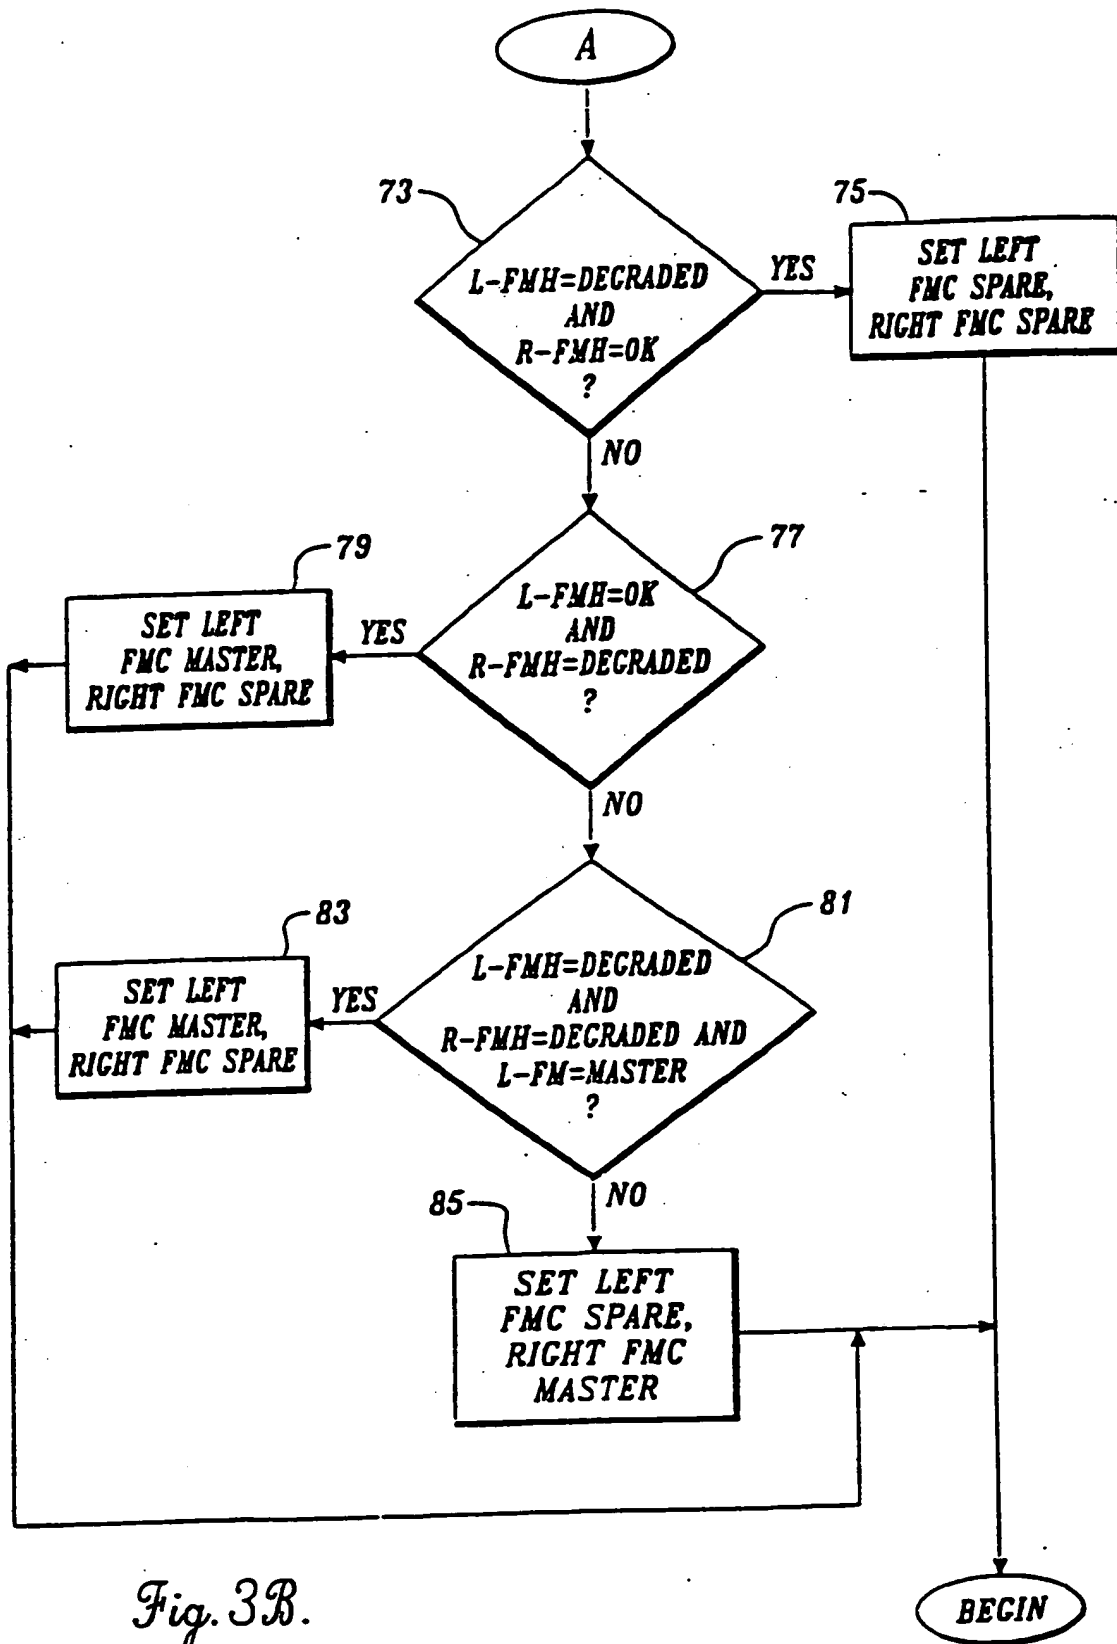 A
73
L-FMH=DEGRADED
AND
R-FMH=OK
?
YES
75
SET LEFT
FMC SPARE,
RIGHT FMC SPARE
NO
77
L-FMH=OK
AND
R-FMH=DEGRADED
?
YES
79
SET LEFT
FMC MASTER,
RIGHT FMC SPARE
NO
81
L-FMH=DEGRADED
AND
R-FMH=DEGRADED AND
L-FM=MASTER
?
YES
83
SET LEFT
FMC MASTER,
RIGHT FMC SPARE
NO
85
SET LEFT
FMC SPARE,
RIGHT FMC
MASTER
BEGIN
Fig. 3B.